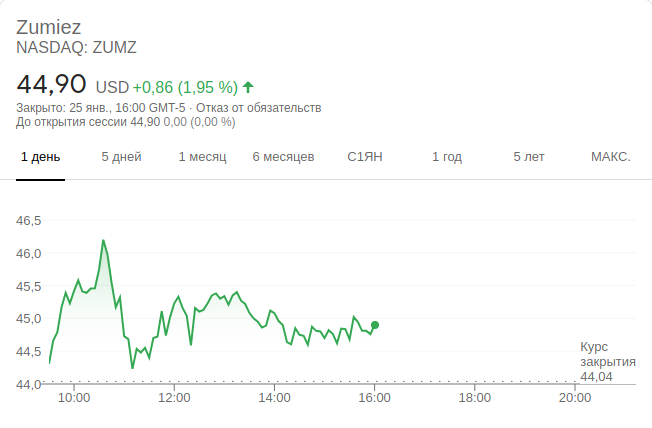 Zumiez
NASDAQ: ZUMZ
44,90 USD +0,86 (1,95 %)
Закрыто: 25 янв., 16:00 GMT-5 · Отказ от обязательств
До открытия сессии 44,90 0,00 (0,00 %)
1 день 5 дней 1 месяц 6 месяцев С1ЯН 1 год 5 лет МАКС.
46,5
46,0
45,5
45,0
44,5
44,0
Курс
закрытия
44,04
10:00 12:00 14:00 16:00 18:00 20:00